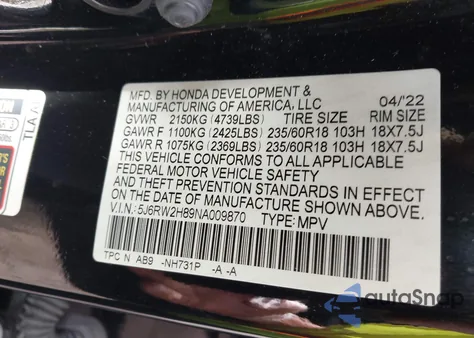 MFD. BY HONDA DEVELOPMENT &
MANUFACTURING OF AMERICA, LLC 04/'22
GVWR 2150KG (4739LBS) TIRE SIZE RIM SIZE
GAWR F 1100KG (2425LBS) 235/60R18 103H 18X7.5J
GAWR R 1075KG (2369LBS) 235/60R18 103H 18X7.5J
THIS VEHICLE CONFORMS TO ALL APPLICABLE
FEDERAL MOTOR VEHICLE SAFETY
AND THEFT PREVENTION STANDARDS IN EFFECT
ON THE DATE OF MANUFACTURE SHOWN ABOVE.
V.I.N.: 5J6RW2H89NA009870 TYPE: MPV
TPC N AB9 -NH731P -A -A
TLA
autoSnap